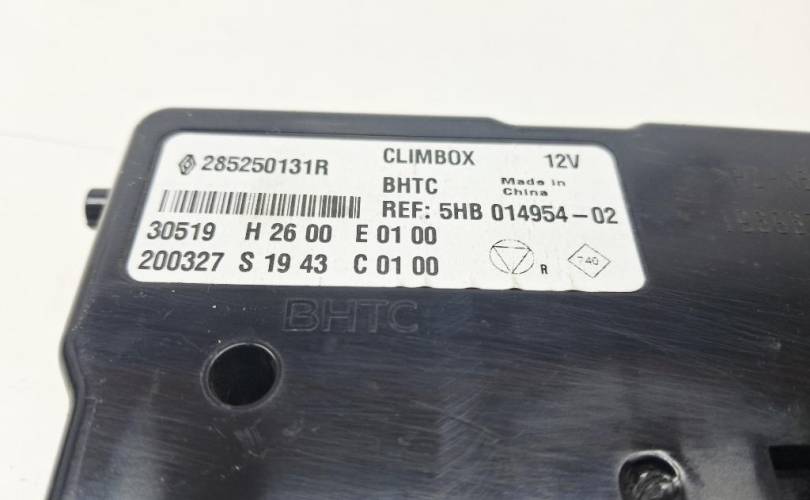 285250131R CLIMBOX 12V
BHTC Made in China
REF: 5HB 014954-02
30519 H 26 00 E 01 00
200327 S 19 43 C 01 00
R 740
BHTC